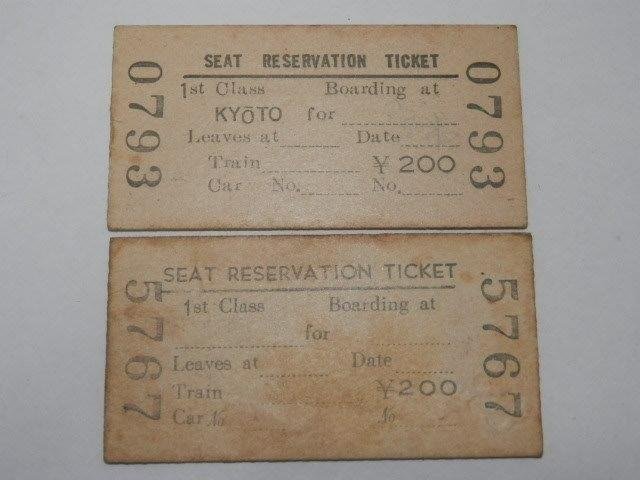 SEAT RESERVATION TICKET
1st Class Boarding at
KYōTO for
Leaves at Date
Train ¥ 200
Car No. No.
0793
0793
SEAT RESERVATION TICKET
1st Class Boarding at
for
Leaves at Date
Train ¥200
Car No No
5767
5767